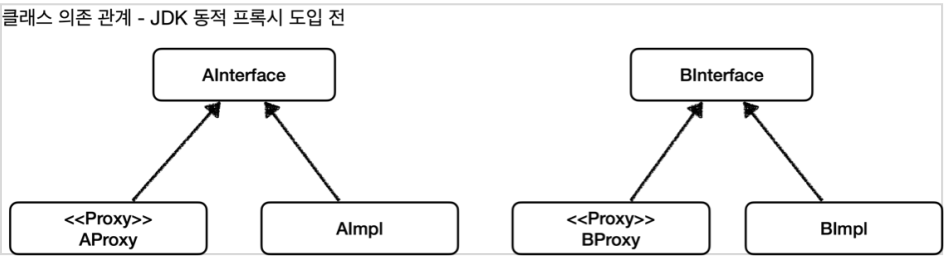 클래스 의존 관계 - JDK 동적 프록시 도입 전
AInterface
BInterface
<<Proxy>>
AProxy
AImpl
<<Proxy>>
BProxy
BImpl